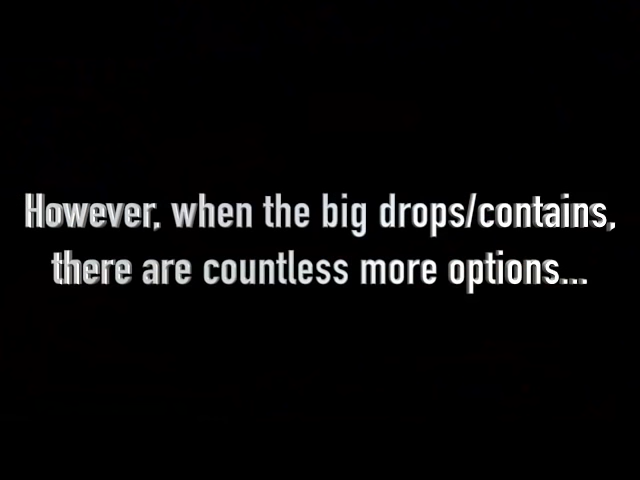 However, when the big drops/contains,
there are countless more options...